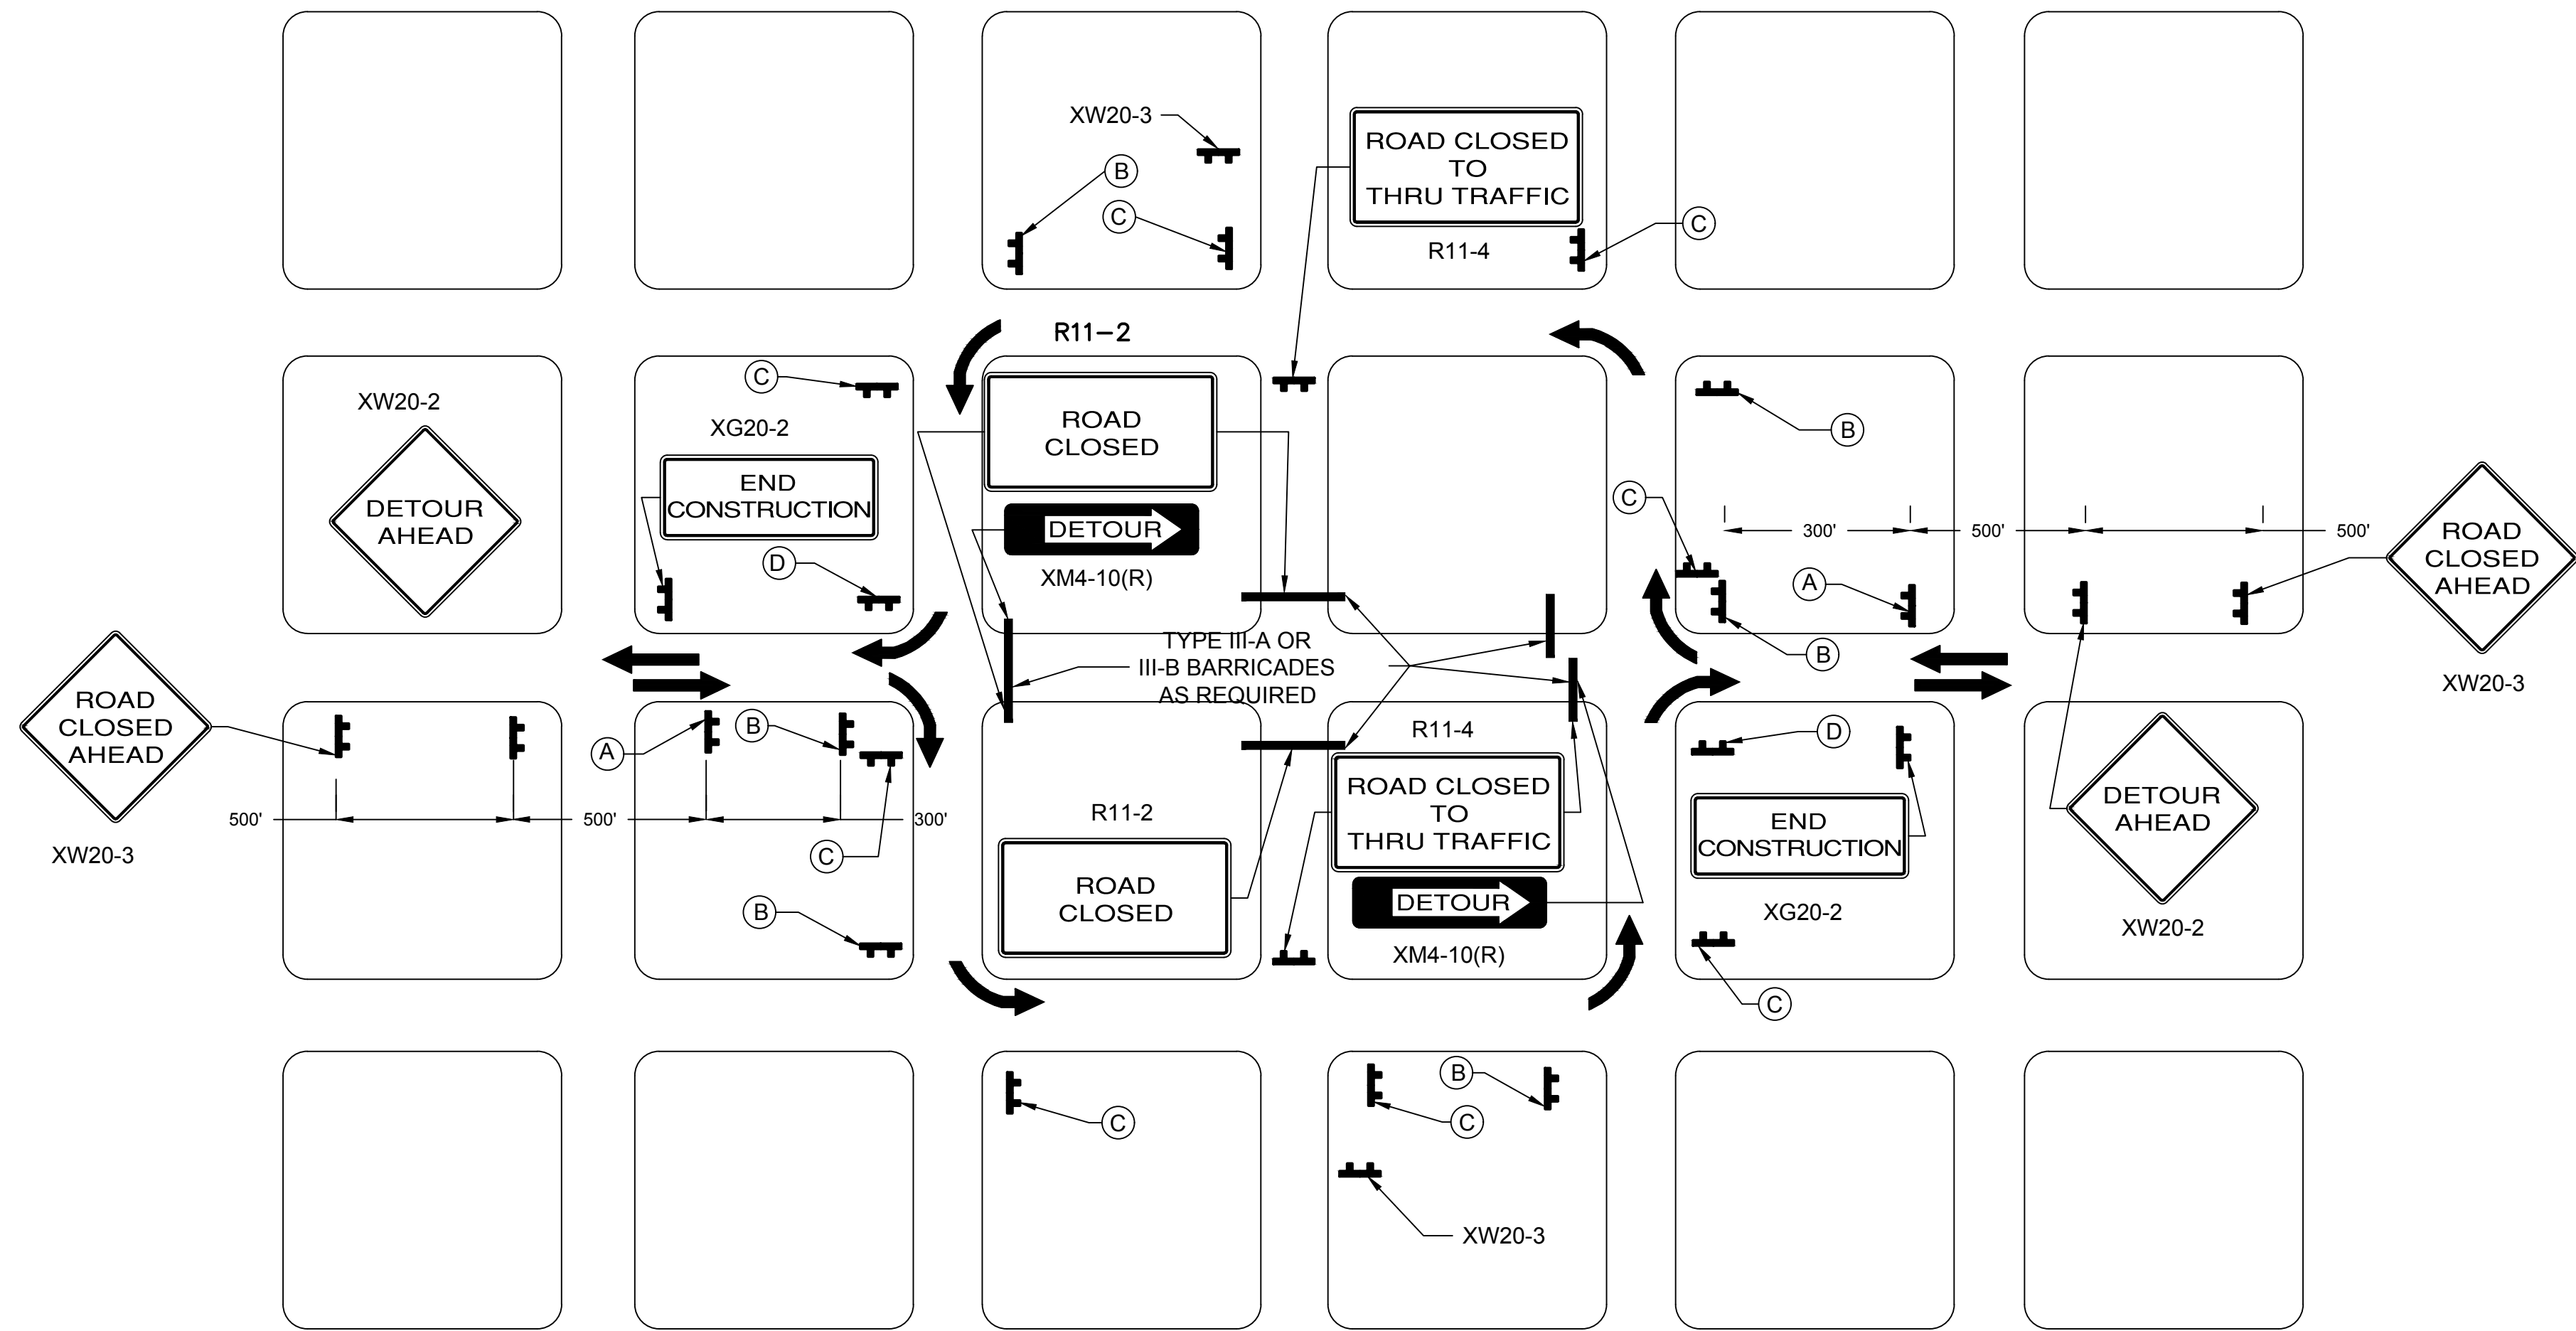 XW20-3
B
C
ROAD CLOSED
TO
THRU TRAFFIC
R11-4
C
R11-2
XW20-2
DETOUR
AHEAD
C
XG20-2
END
CONSTRUCTION
D
ROAD
CLOSED
DETOUR
XM4-10(R)
B
C
300'
500'
500'
A
B
ROAD
CLOSED
AHEAD
XW20-3
TYPE III-A OR
III-B BARRICADES
AS REQUIRED
ROAD
CLOSED
AHEAD
XW20-3
500'
500'
300'
A
B
C
B
R11-2
ROAD
CLOSED
R11-4
ROAD CLOSED
TO
THRU TRAFFIC
DETOUR
XM4-10(R)
D
END
CONSTRUCTION
XG20-2
C
DETOUR
AHEAD
XW20-2
C
B
C
XW20-3